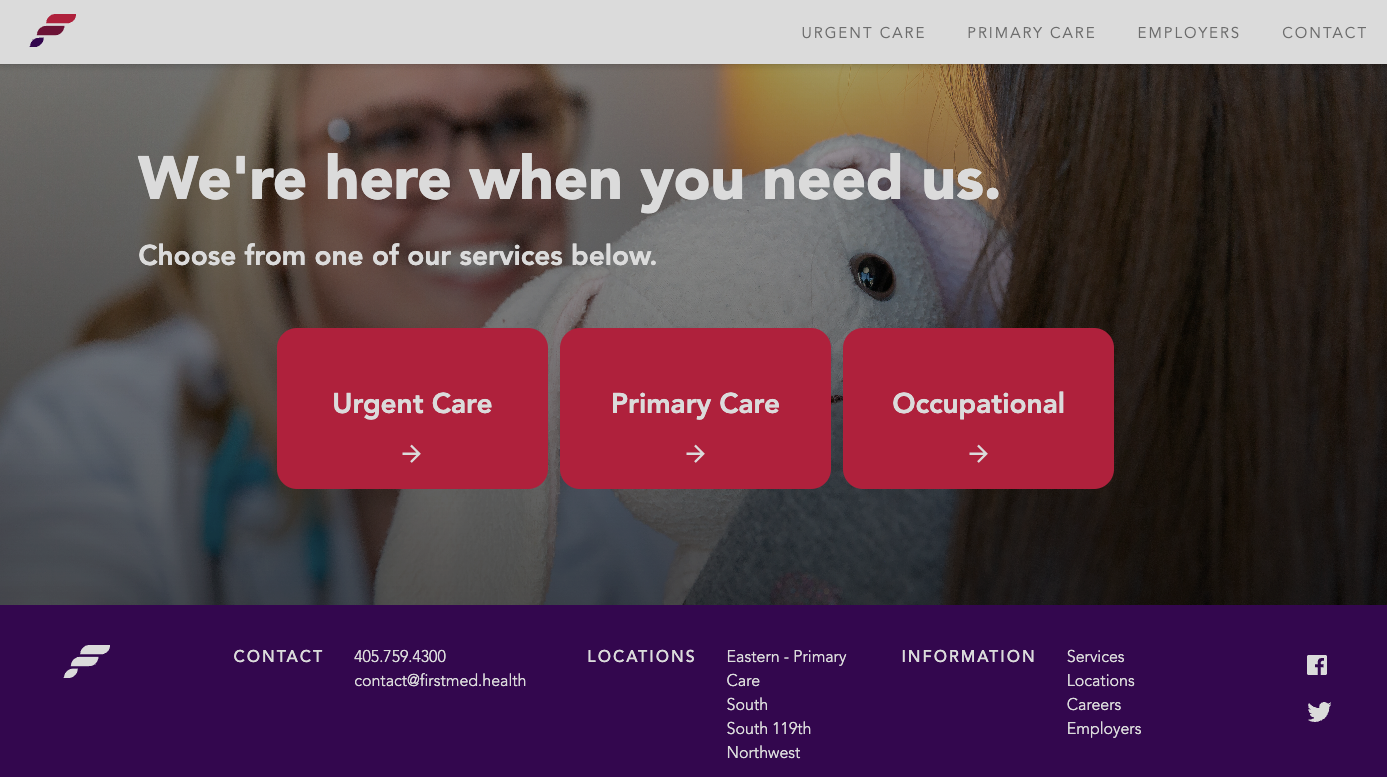 URGENT CARE PRIMARY CARE EMPLOYERS CONTACT
We're here when you need us.
Choose from one of our services below.
Urgent Care
Primary Care
Occupational
CONTACT
405.759.4300
contact@firstmed.health
LOCATIONS
Eastern - Primary
Care
South
South 119th
Northwest
INFORMATION
Services
Locations
Careers
Employers